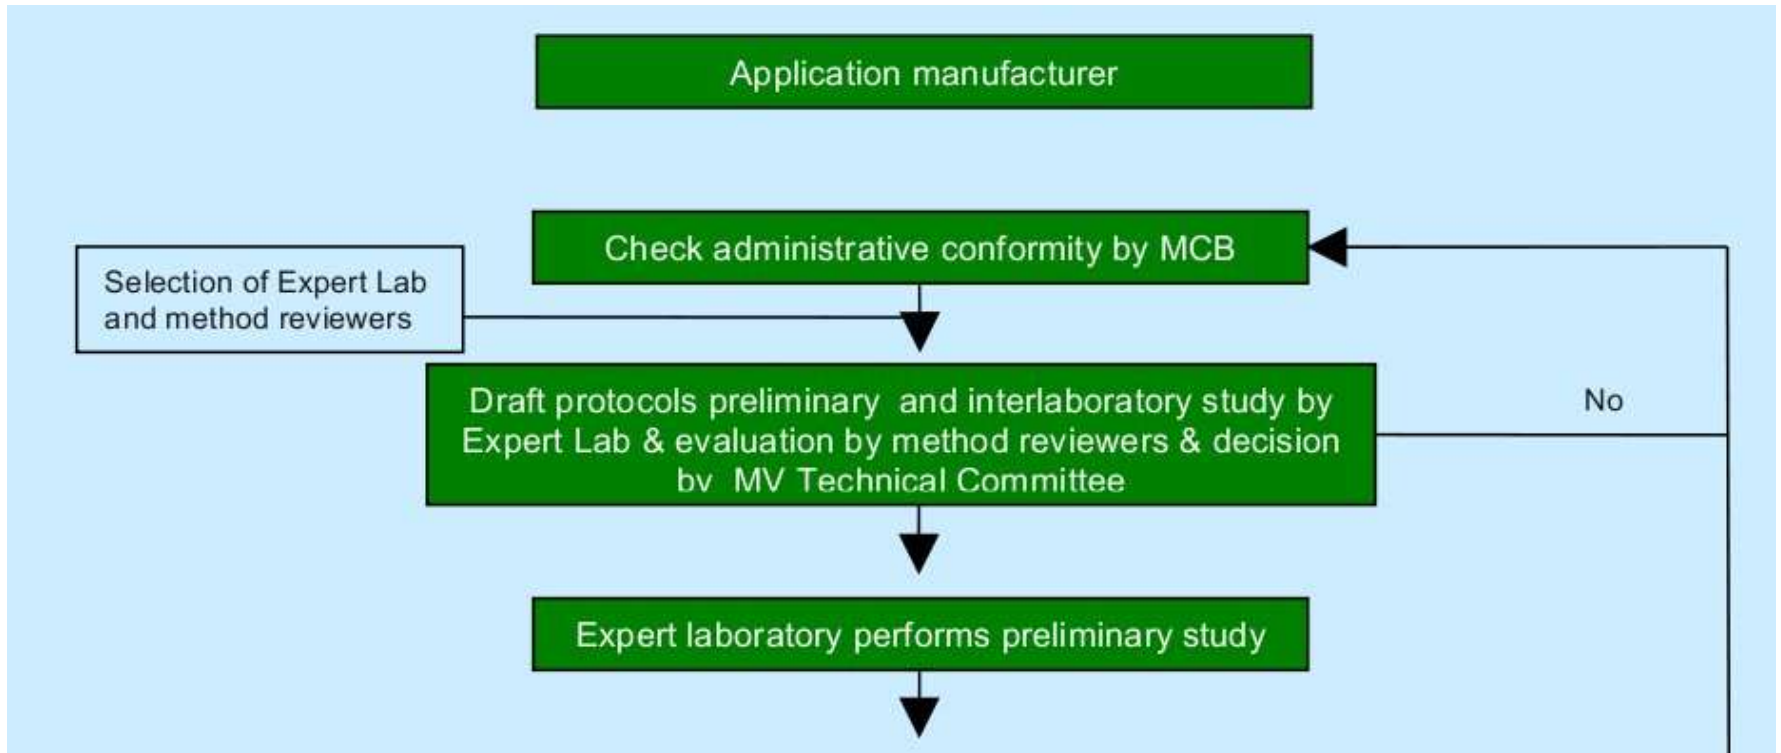 Application manufacturer
Check administrative conformity by MCB
Selection of Expert Lab
and method reviewers
Draft protocols preliminary and interlaboratory study by
Expert Lab & evaluation by method reviewers & decision
by MV Technical Committee
No
Expert laboratory performs preliminary study